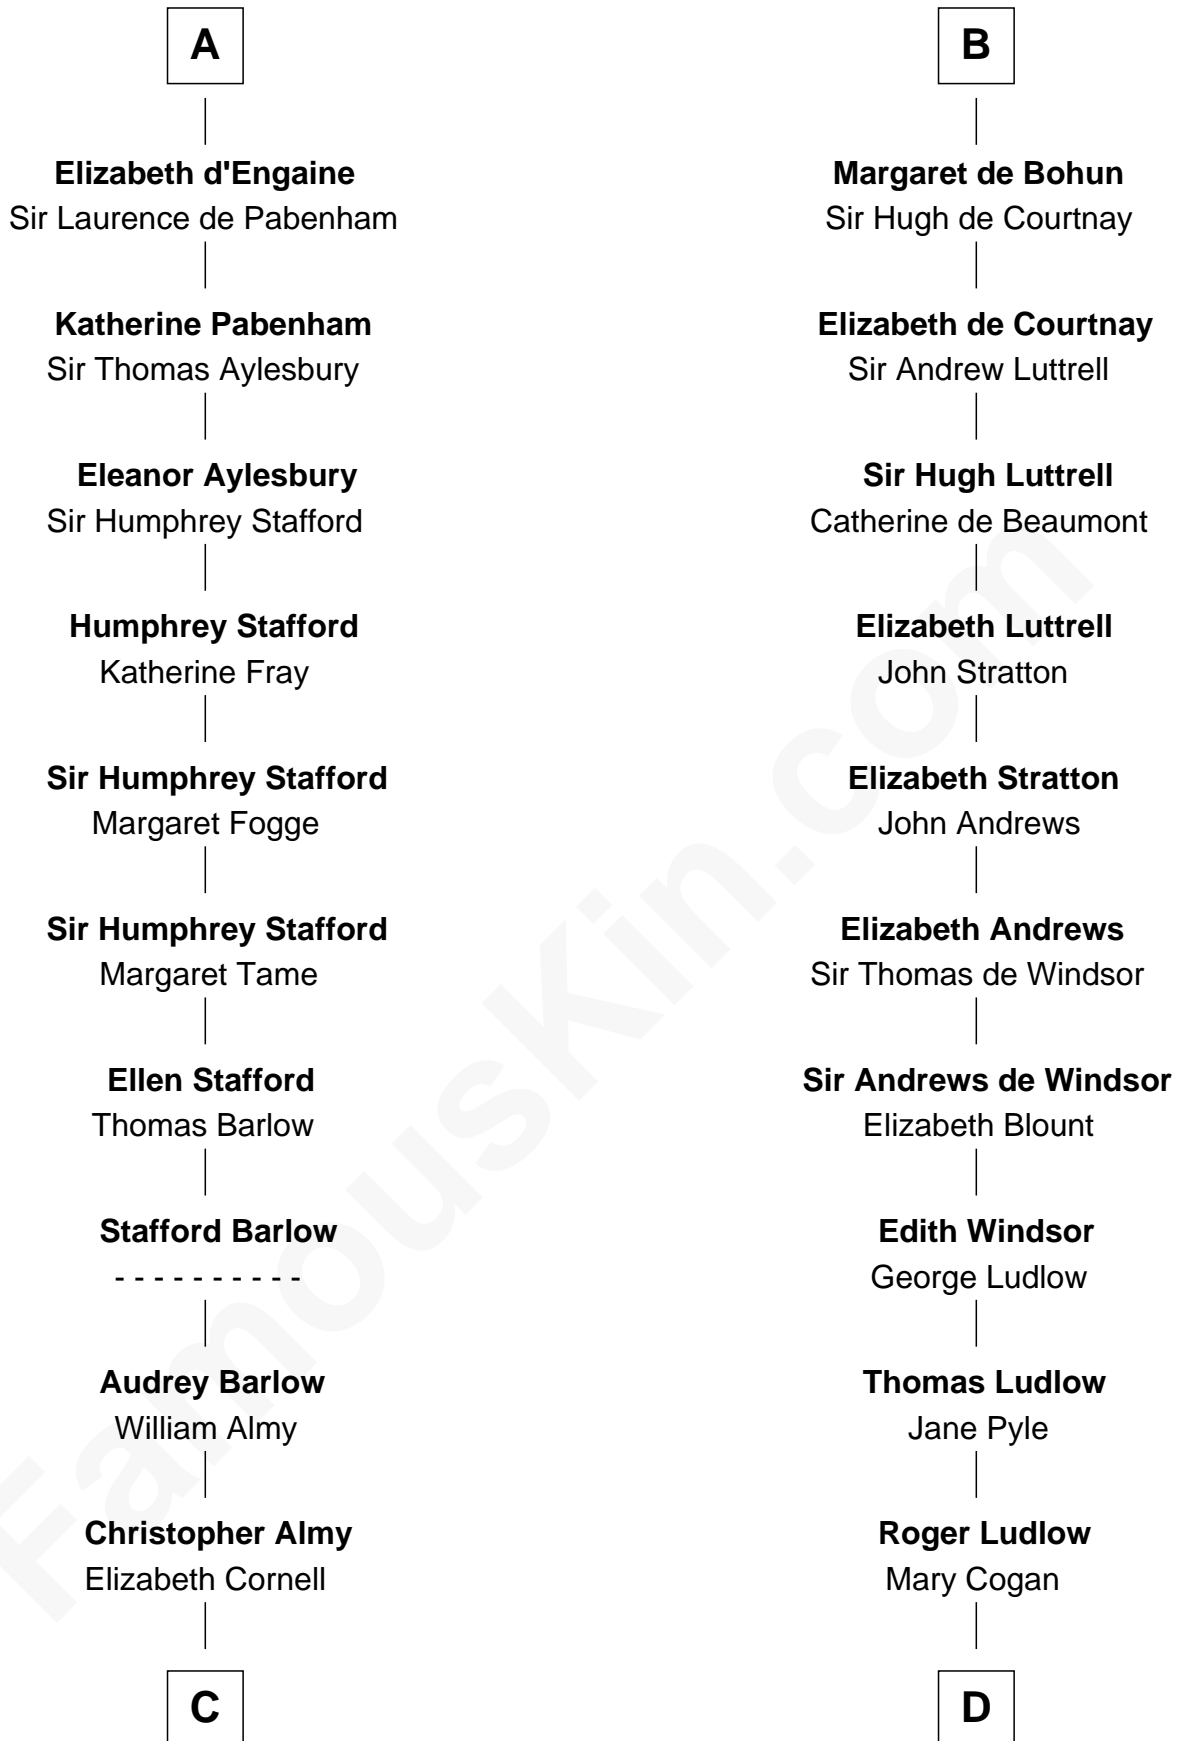 A
Elizabeth d'Engaine
Sir Laurence de Pabenham
Katherine Pabenham
Sir Thomas Aylesbury
Eleanor Aylesbury
Sir Humphrey Stafford
Humphrey Stafford
Katherine Fray
Sir Humphrey Stafford
Margaret Fogge
Sir Humphrey Stafford
Margaret Tame
Ellen Stafford
Thomas Barlow
Stafford Barlow
- - - - - - - - - -
Audrey Barlow
William Almy
Christopher Almy
Elizabeth Cornell
C
B
Margaret de Bohun
Sir Hugh de Courtnay
Elizabeth de Courtnay
Sir Andrew Luttrell
Sir Hugh Luttrell
Catherine de Beaumont
Elizabeth Luttrell
John Stratton
Elizabeth Stratton
John Andrews
Elizabeth Andrews
Sir Thomas de Windsor
Sir Andrews de Windsor
Elizabeth Blount
Edith Windsor
George Ludlow
Thomas Ludlow
Jane Pyle
Roger Ludlow
Mary Cogan
D
FamousKin.com